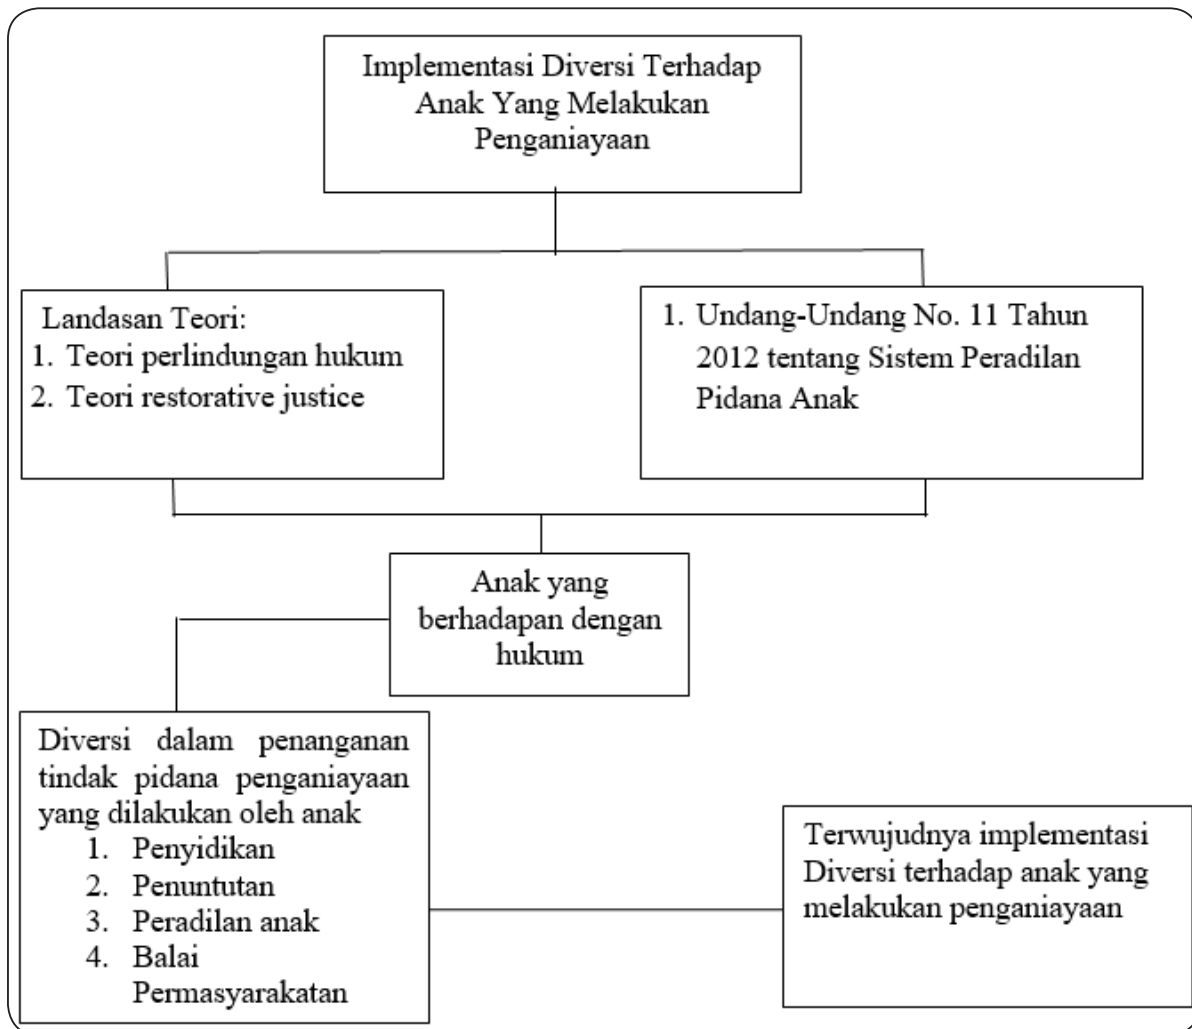 Implementasi Diversi Terhadap
Anak Yang Melakukan
Penganiayaan
Landasan Teori:
1. Teori perlindungan hukum
2. Teori restorative justice
1. Undang-Undang No. 11 Tahun
2012 tentang Sistem Peradilan
Pidana Anak
Anak yang
berhadapan dengan
hukum
Diversi dalam penanganan
tindak pidana penganiayaan
yang dilakukan oleh anak
1. Penyidikan
2. Penuntutan
3. Peradilan anak
4. Balai
Permasyarakatan
Terwujudnya implementasi
Diversi terhadap anak yang
melakukan penganiayaan